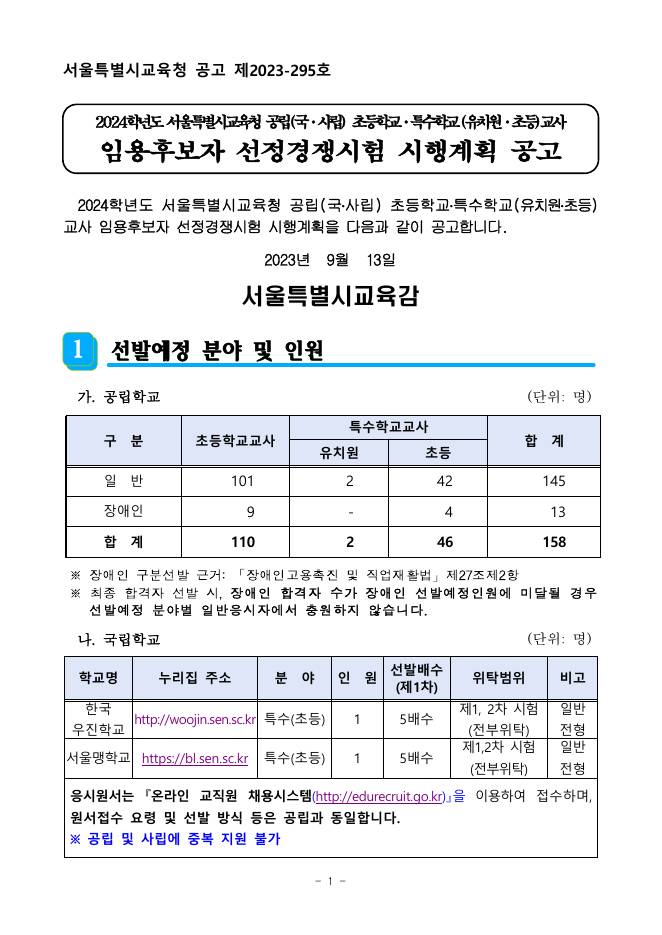 서울특별시교육청 공고 제2023-295호
2024학년도 서울특별시교육청 공립(국·사립) 초등학교·특수학교(유치원·초등)교사
임용후보자 선정경쟁시험 시행계획 공고
2024학년도 서울특별시교육청 공립(국·사립) 초등학교·특수학교(유치원·초등)
교사 임용후보자 선정경쟁시험 시행계획을 다음과 같이 공고합니다.
2023년 9월 13일
서울특별시교육감
1 선발예정 분야 및 인원
가. 공립학교 (단위: 명)
구 분 초등학교교사 특수학교교사 합 계
유치원 초등
일 반 101 2 42 145
장애인 9 - 4 13
합 계 110 2 46 158
※ 장애인 구분선발 근거: 「장애인고용촉진 및 직업재활법」제27조제2항
※ 최종 합격자 선발 시, 장애인 합격자 수가 장애인 선발예정인원에 미달될 경우
선발예정 분야별 일반응시자에서 충원하지 않습니다.
나. 국립학교 (단위: 명)
학교명 누리집 주소 분 야 인 원 선발배수 (제1차) 위탁범위 비고
한국 우진학교 http://woojin.sen.sc.kr 특수(초등) 1 5배수 제1, 2차 시험 (전부위탁) 일반 전형
서울맹학교 https://bl.sen.sc.kr 특수(초등) 1 5배수 제1,2차 시험 (전부위탁) 일반 전형
응시원서는 『온라인 교직원 채용시스템(http://edurecruit.go.kr)』을 이용하여 접수하며,
원서접수 요령 및 선발 방식 등은 공립과 동일합니다.
※ 공립 및 사립에 중복 지원 불가
- 1 -